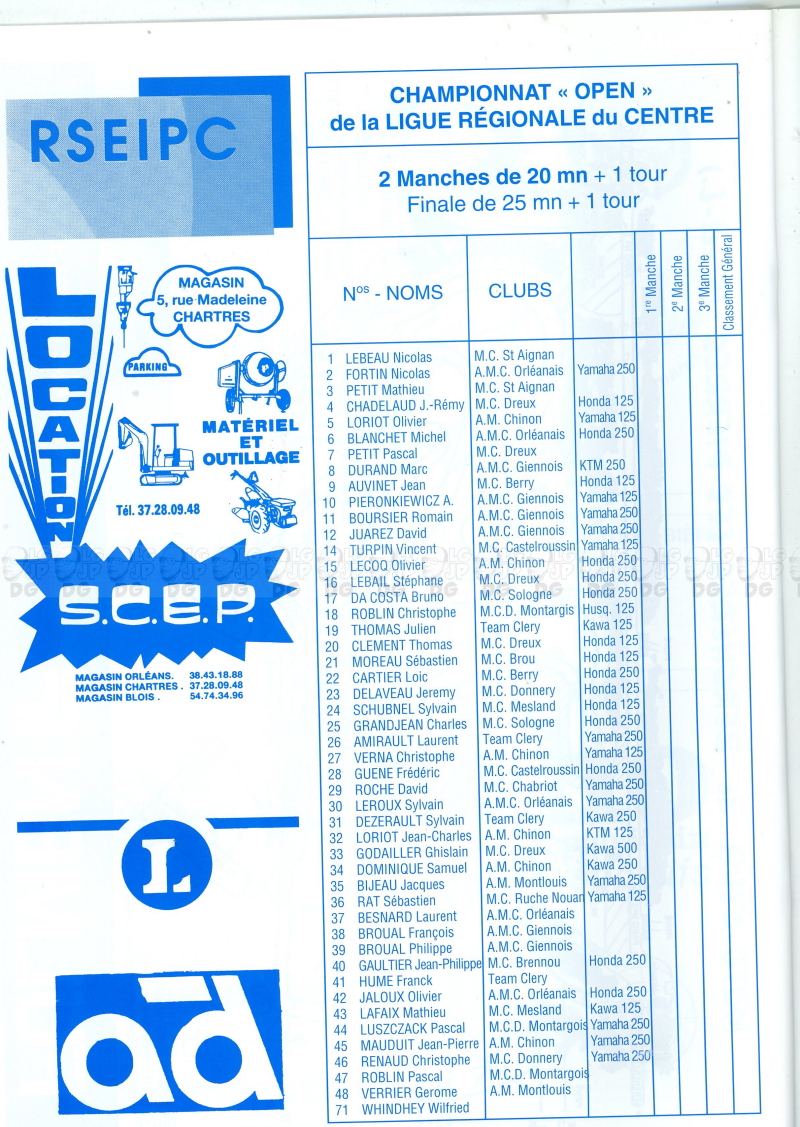 RSEIPC
LOCATION
MAGASIN
5, rue Madeleine
CHARTRES
PARKING
MATÉRIEL
ET
OUTILLAGE
Tél. 37.28.09.48
S.C.E.P.
MAGASIN ORLÉANS. 38.43.18.88
MAGASIN CHARTRES . 37.28.09.48
MAGASIN BLOIS . 54.74.34.96
L
ad
CHAMPIONNAT « OPEN »
de la LIGUE RÉGIONALE du CENTRE
2 Manches de 20 mn + 1 tour
Finale de 25 mn + 1 tour
Nos - NOMS CLUBS 1re Manche 2e Manche 3e Manche Classement Général
1 LEBEAU Nicolas M.C. St Aignan
2 FORTIN Nicolas A.M.C. Orléanais Yamaha 250
3 PETIT Mathieu M.C. St Aignan
4 CHADELAUD J.-Rémy M.C. Dreux Honda 125
5 LORIOT Olivier A.M. Chinon Yamaha 125
6 BLANCHET Michel A.M.C. Orléanais Honda 250
7 PETIT Pascal M.C. Dreux
8 DURAND Marc A.M.C. Giennois KTM 250
9 AUVINET Jean M.C. Berry Honda 125
10 PIERONKIEWICZ A. A.M.C. Giennois Yamaha 125
11 BOURSIER Romain A.M.C. Giennois Yamaha 250
12 JUAREZ David A.M.C. Giennois Yamaha 250
14 TURPIN Vincent M.C. Castelroussin Yamaha 125
15 LECOQ Olivier A.M. Chinon Honda 250
16 LEBAIL Stéphane M.C. Dreux Honda 250
17 DA COSTA Bruno M.C. Sologne Honda 250
18 ROBLIN Christophe M.C.D. Montargis Husq. 125
19 THOMAS Julien Team Clery Kawa 125
20 CLEMENT Thomas M.C. Dreux Honda 125
21 MOREAU Sébastien M.C. Brou Honda 125
22 CARTIER Loic M.C. Berry Honda 250
23 DELAVEAU Jeremy M.C. Donnery Honda 125
24 SCHUBNEL Sylvain M.C. Mesland Honda 125
25 GRANDJEAN Charles M.C. Sologne Honda 250
26 AMIRAULT Laurent Team Clery Yamaha 250
27 VERNA Christophe A.M. Chinon Yamaha 125
28 GUENE Frédéric M.C. Castelroussin Honda 250
29 ROCHE David M.C. Chabriot Yamaha 250
30 LEROUX Sylvain A.M.C. Orléanais Yamaha 250
31 DEZERAULT Sylvain Team Clery Kawa 250
32 LORIOT Jean-Charles A.M. Chinon KTM 125
33 GODAILLER Ghislain M.C. Dreux Kawa 500
34 DOMINIQUE Samuel A.M. Chinon Kawa 250
35 BIJEAU Jacques A.M. Montlouis Yamaha 250
36 RAT Sébastien M.C. Ruche Nouan Yamaha 125
37 BESNARD Laurent A.M.C. Orléanais
38 BROUAL François A.M.C. Giennois
39 BROUAL Philippe A.M.C. Giennois
40 GAULTIER Jean-Philippe M.C. Brennou Honda 250
41 HUME Franck Team Clery
42 JALOUX Olivier A.M.C. Orléanais Honda 250
43 LAFAIX Mathieu M.C. Mesland Kawa 125
44 LUSZCZACK Pascal M.C.D. Montargois Yamaha 250
45 MAUDUIT Jean-Pierre A.M. Chinon Yamaha 250
46 RENAUD Christophe M.C. Donnery Yamaha 250
47 ROBLIN Pascal M.C.D. Montargois
48 VERRIER Gerome A.M. Montlouis
71 WHINDHEY Wilfried